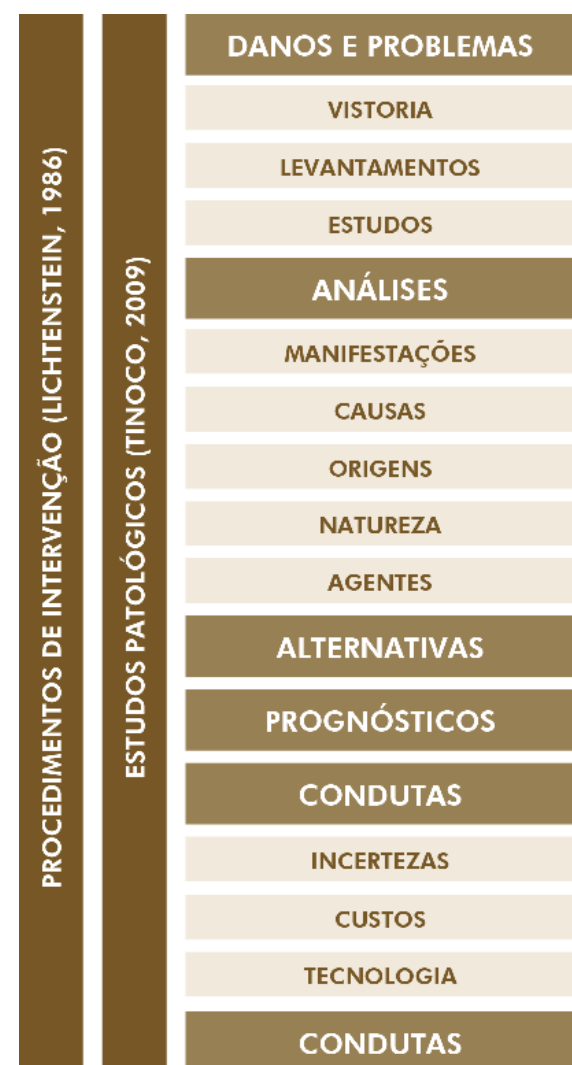 PROCEDIMENTOS DE INTERVENÇÃO (LICHTENSTEIN, 1986)
ESTUDOS PATOLÓGICOS (TINOCO, 2009)
DANOS E PROBLEMAS
VISTORIA
LEVANTAMENTOS
ESTUDOS
ANÁLISES
MANIFESTAÇÕES
CAUSAS
ORIGENS
NATUREZA
AGENTES
ALTERNATIVAS
PROGNÓSTICOS
CONDUTAS
INCERTEZAS
CUSTOS
TECNOLOGIA
CONDUTAS